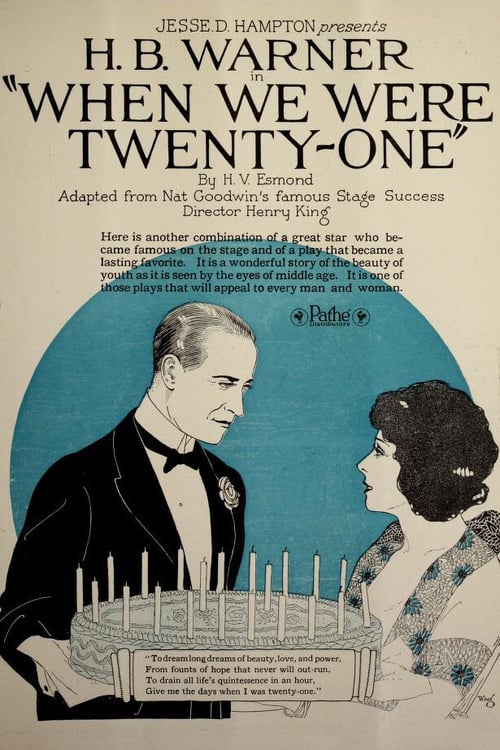 JESSE. D. HAMPTON presents
H. B. WARNER
in
"WHEN WE WERE
TWENTY-ONE"
By H. V. Esmond
Adapted from Nat Goodwin's famous Stage Success
Director Henry King
Here is another combination of a great star who be-
came famous on the stage and of a play that became a
lasting favorite. It is a wonderful story of the beauty of
youth as it is seen by the eyes of middle age. It is one of
those plays that will appeal to every man and woman.
Pathé
Distributors
"To dream long dreams of beauty, love, and power,
From founts of hope that never will out-run,
To drain all life's quintessence in an hour,
Give me the days when I was twenty-one."